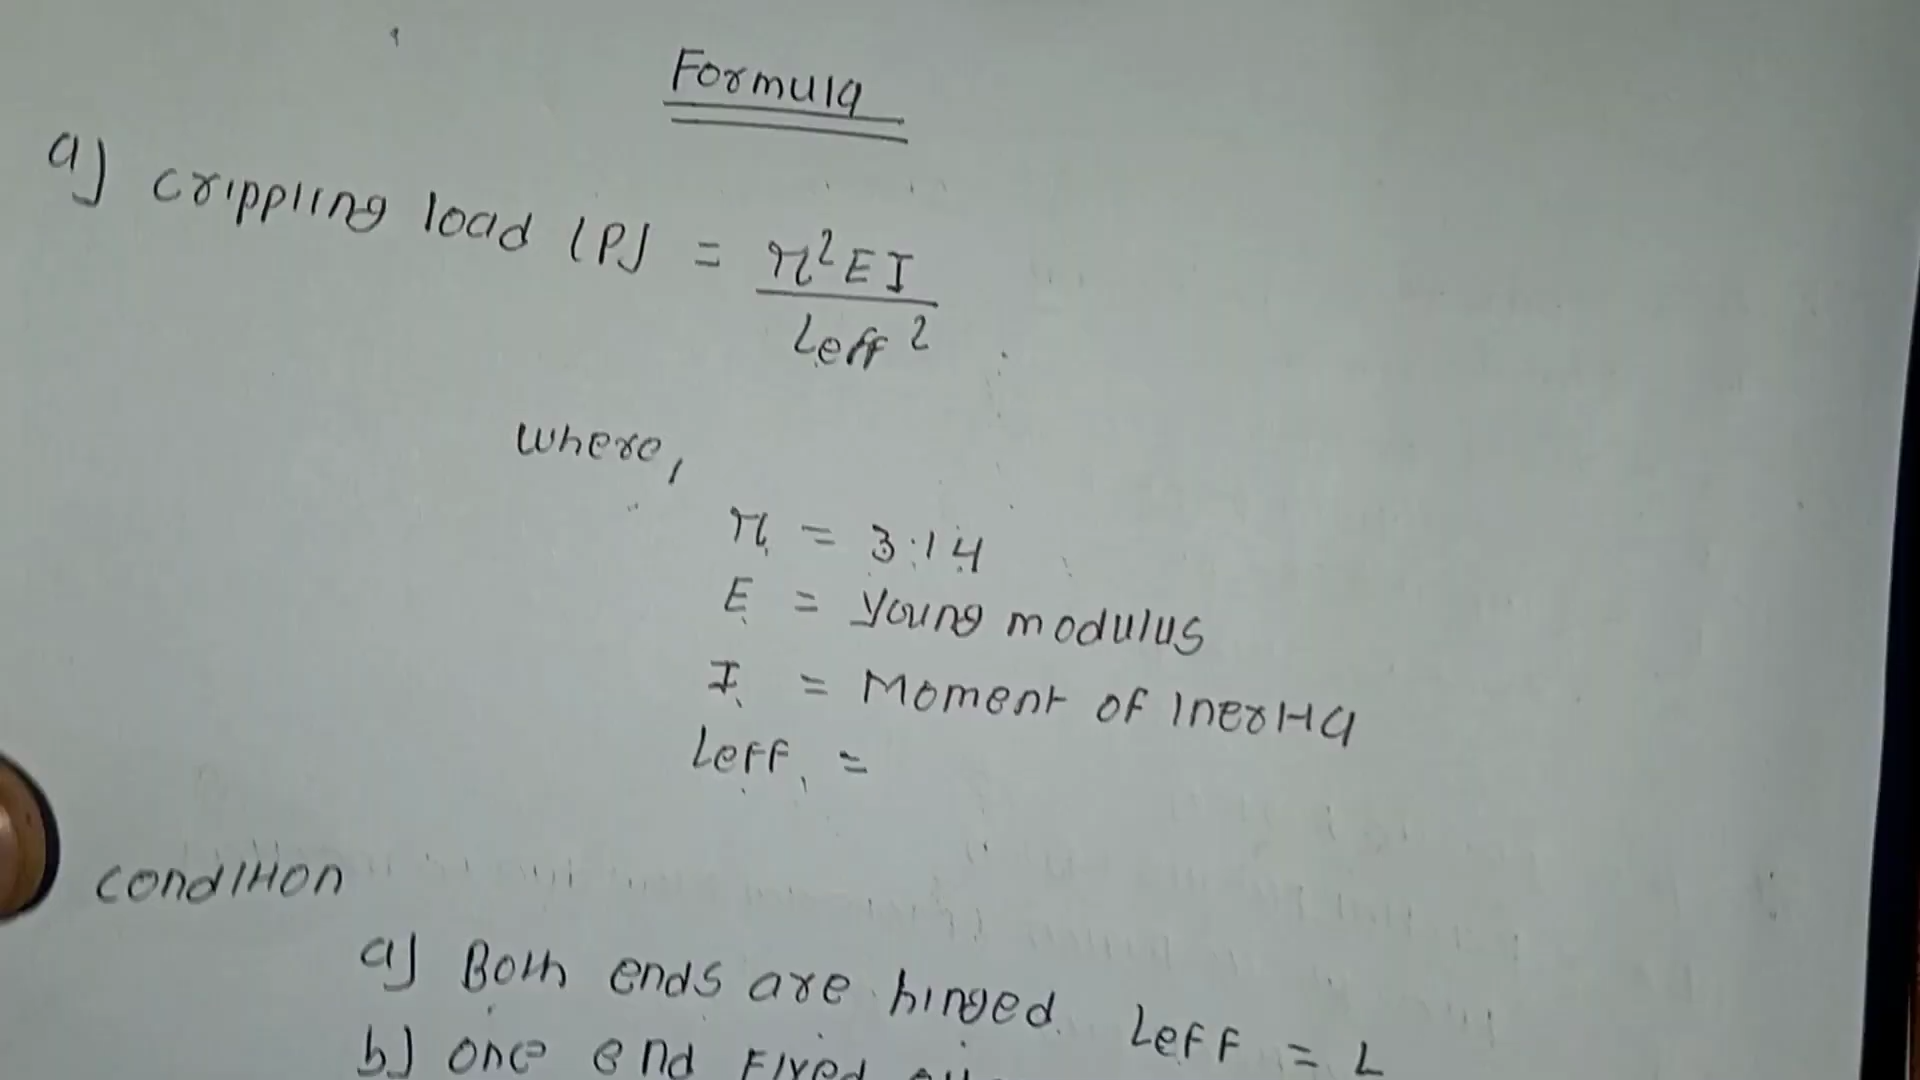 Formula
a) crippling load (P) = π²EI / Leff²
where,
π = 3.14
E = Young modulus
I = Moment of Inertia
Leff =
condition
a) Both ends are hinged. Leff = L
b) one end Fixed